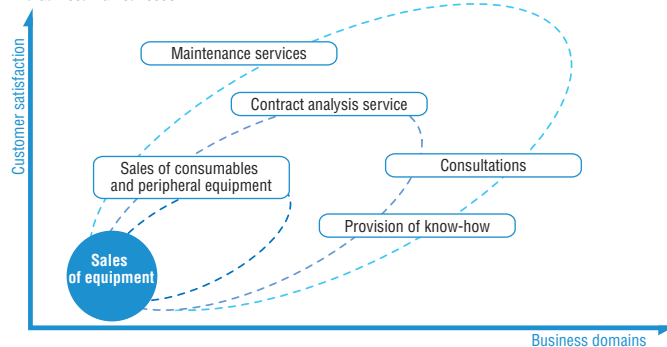 Customer satisfaction
Maintenance services
Contract analysis service
Sales of consumables
and peripheral equipment
Consultations
Provision of know-how
Sales
of equipment
Business domains